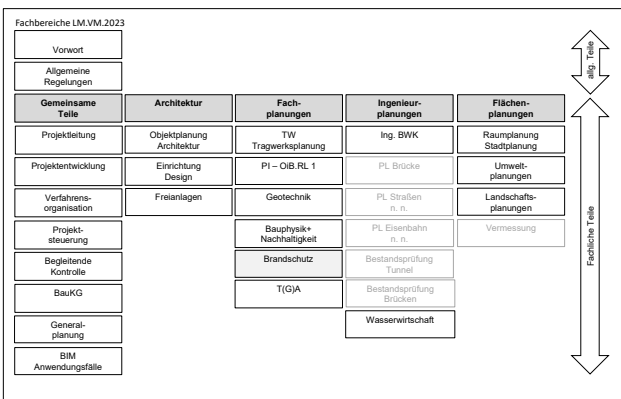 Fachbereiche LM.VM.2023
Vorwort
Allgemeine
Regelungen
allg. Teile
Gemeinsame
Teile
Projektleitung
Projektentwicklung
Verfahrens-
organisation
Projekt-
steuerung
Begleitende
Kontrolle
BauKG
General-
planung
BIM
Anwendungsfälle
Architektur
Objektplanung
Architektur
Einrichtung
Design
Freianlagen
Fach-
planungen
TW
Tragwerksplanung
PI – OiB.RL 1
Geotechnik
Bauphysik+
Nachhaltigkeit
Brandschutz
T(G)A
Ingenieur-
planungen
Ing. BWK
PL Brücke
PL Straßen
n. n.
PL Eisenbahn
n. n.
Bestandsprüfung
Tunnel
Bestandsprüfung
Brücken
Wasserwirtschaft
Flächen-
planungen
Raumplanung
Stadtplanung
Umwelt-
planungen
Landschafts-
planungen
Vermessung
Fachliche Teile